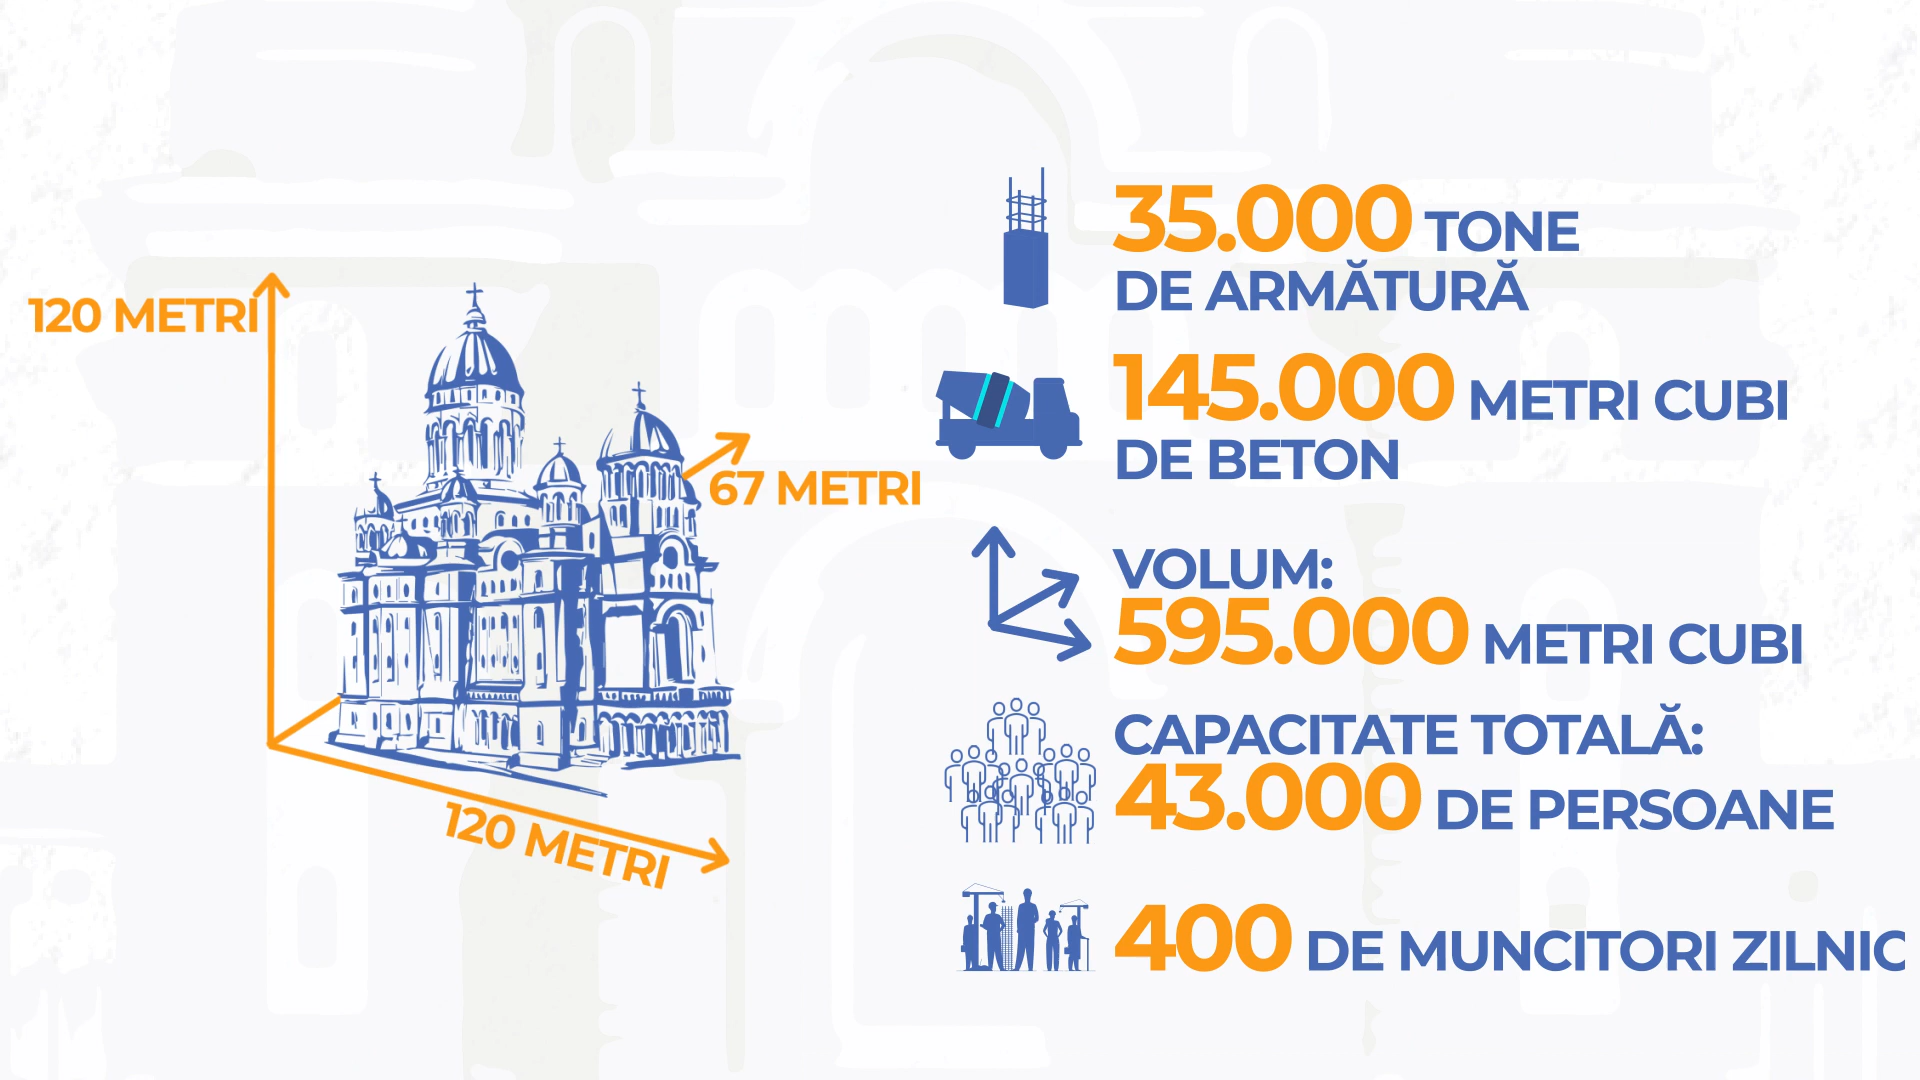 120 METRI
67 METRI
120 METRI
35.000 TONE
DE ARMĂTURĂ
145.000 METRI CUBI
DE BETON
VOLUM:
595.000 METRI CUBI
CAPACITATE TOTALĂ:
43.000 DE PERSOANE
400 DE MUNCITORI ZILNIC